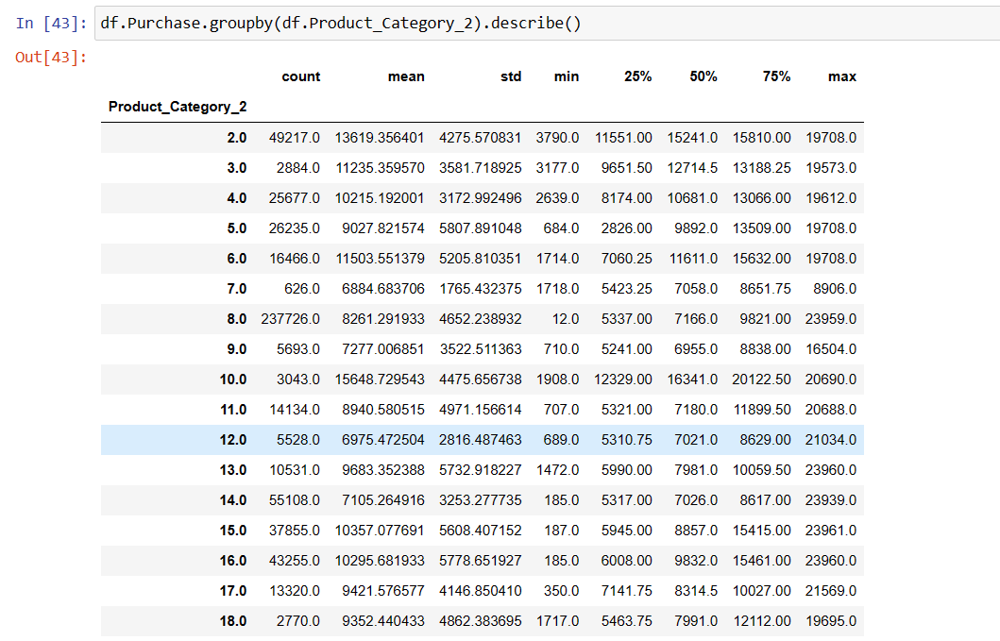 In [43]: df.Purchase.groupby(df.Product_Category_2).describe()
Out[43]:
count mean std min 25% 50% 75% max
Product_Category_2
2.0 49217.0 13619.356401 4275.570831 3790.0 11551.00 15241.0 15810.00 19708.0
3.0 2884.0 11235.359570 3581.718925 3177.0 9651.50 12714.5 13188.25 19573.0
4.0 25677.0 10215.192001 3172.992496 2639.0 8174.00 10681.0 13066.00 19612.0
5.0 26235.0 9027.821574 5807.891048 684.0 2826.00 9892.0 13509.00 19708.0
6.0 16466.0 11503.551379 5205.810351 1714.0 7060.25 11611.0 15632.00 19708.0
7.0 626.0 6884.683706 1765.432375 1718.0 5423.25 7058.0 8651.75 8906.0
8.0 237726.0 8261.291933 4652.238932 12.0 5337.00 7166.0 9821.00 23959.0
9.0 5693.0 7277.006851 3522.511363 710.0 5241.00 6955.0 8838.00 16504.0
10.0 3043.0 15648.729543 4475.656738 1908.0 12329.00 16341.0 20122.50 20690.0
11.0 14134.0 8940.580515 4971.156614 707.0 5321.00 7180.0 11899.50 20688.0
12.0 5528.0 6975.472504 2816.487463 689.0 5310.75 7021.0 8629.00 21034.0
13.0 10531.0 9683.352388 5732.918227 1472.0 5990.00 7981.0 10059.50 23960.0
14.0 55108.0 7105.264916 3253.277735 185.0 5317.00 7026.0 8617.00 23939.0
15.0 37855.0 10357.077691 5608.407152 187.0 5945.00 8857.0 15415.00 23961.0
16.0 43255.0 10295.681933 5778.651927 185.0 6008.00 9832.0 15461.00 23960.0
17.0 13320.0 9421.576577 4146.850410 350.0 7141.75 8314.5 10027.00 21569.0
18.0 2770.0 9352.440433 4862.383695 1717.0 5463.75 7991.0 12112.00 19695.0